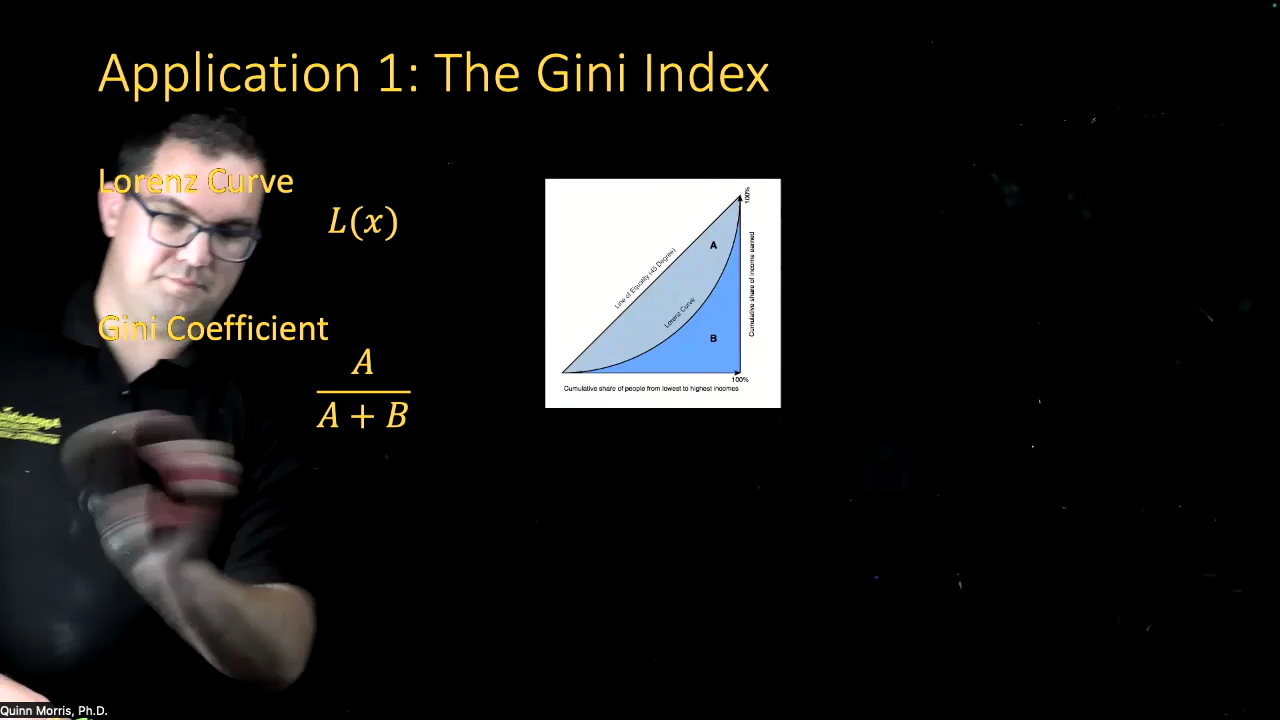 Application 1: The Gini Index
Lorenz Curve
L(x)
Gini Coefficient
A
A + B
100%
A
Line of Equality (45 Degree)
Cumulative share of income earned
Lorenz Curve
B
100%
Cumulative share of people from lowest to highest incomes
Quinn Morris, Ph.D.